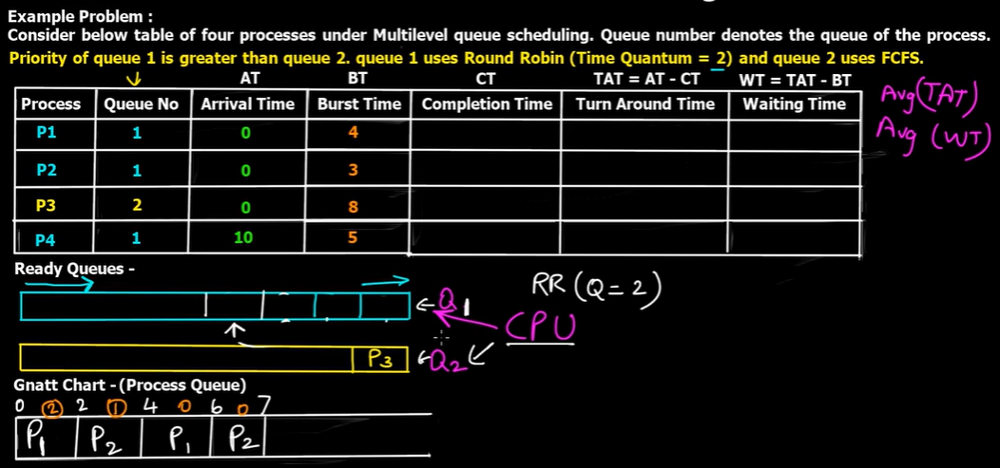 Example Problem :
Consider below table of four processes under Multilevel queue scheduling. Queue number denotes the queue of the process.
Priority of queue 1 is greater than queue 2. queue 1 uses Round Robin (Time Quantum = 2) and queue 2 uses FCFS.
AT BT CT TAT = AT - CT WT = TAT - BT
Process Queue No Arrival Time Burst Time Completion Time Turn Around Time Waiting Time
Avg(TAT)
P1 1 0 4
Avg (WT)
P2 1 0 3
P3 2 0 8
P4 1 10 5
Ready Queues -
RR (Q=2)
Q1
CPU
P3 Q2
Gnatt Chart - (Process Queue)
0 2 2 1 4 0 6 0 7
P1 P2 P1 P2